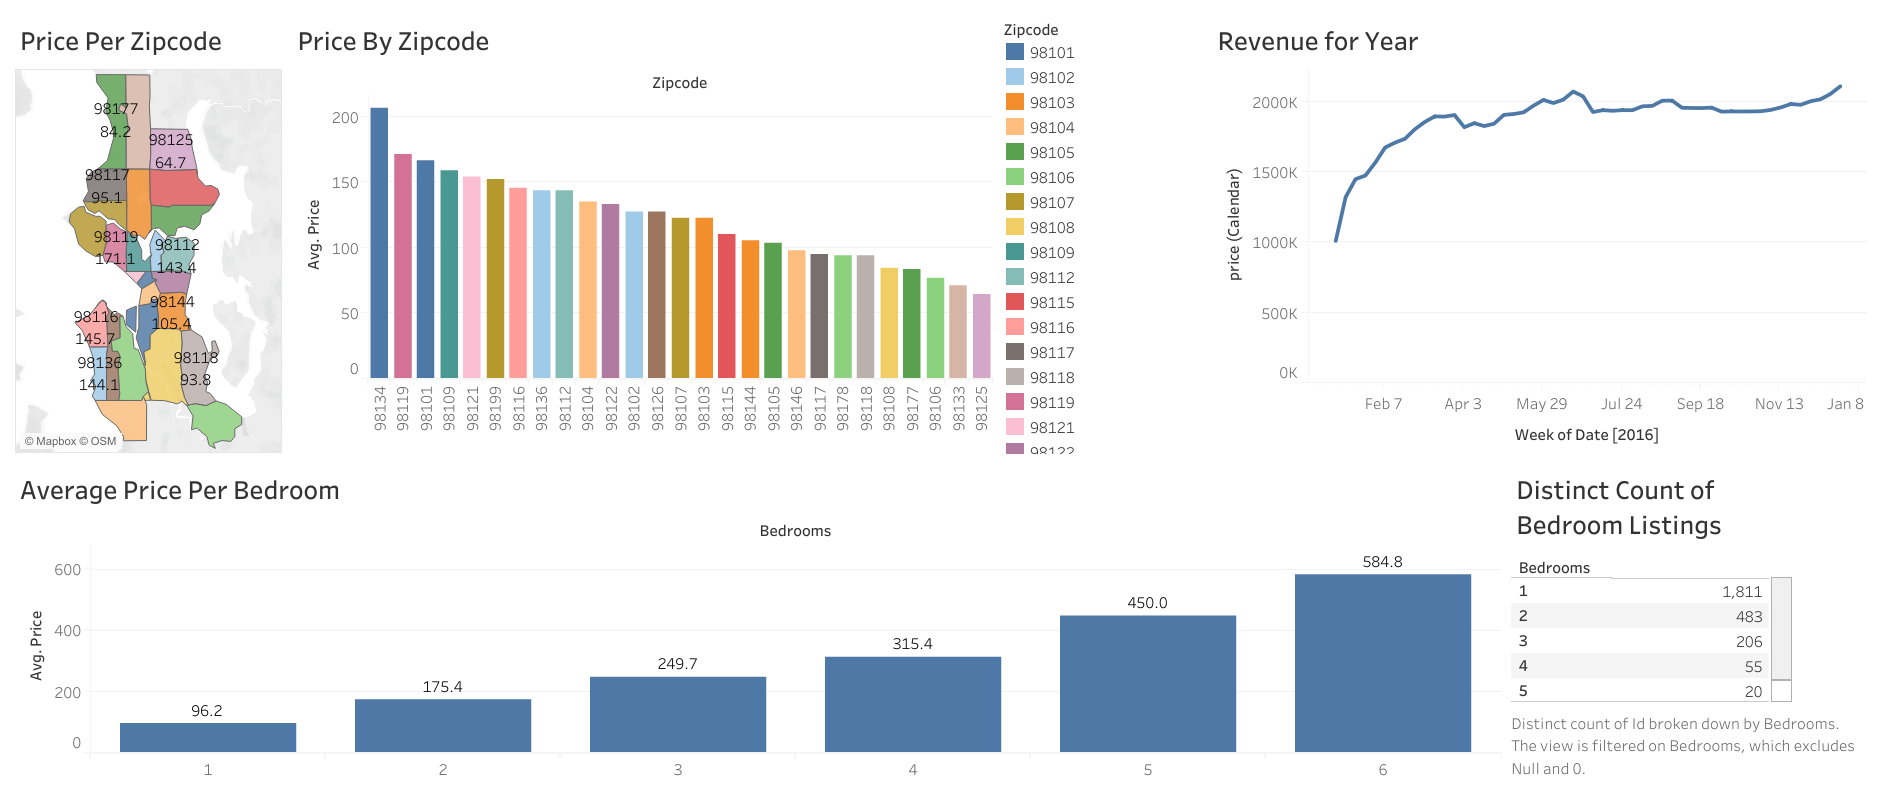 Price Per Zipcode
98177
84.2
98125
64.7
98117
95.1
98119
171.1
98112
143.4
98144
105.4
98116
145.7
98136
144.1
98118
93.8
© Mapbox © OSM
Price By Zipcode
Zipcode
Avg. Price
200
150
100
50
0
98134
98119
98101
98109
98121
98199
98116
98136
98112
98104
98122
98102
98126
98107
98103
98115
98144
98105
98146
98117
98178
98118
98108
98177
98106
98133
98125
Zipcode
98101
98102
98103
98104
98105
98106
98107
98108
98109
98112
98115
98116
98117
98118
98119
98121
98122
Revenue for Year
price (Calendar)
2000K
1500K
1000K
500K
0K
Feb 7
Apr 3
May 29
Jul 24
Sep 18
Nov 13
Jan 8
Week of Date [2016]
Average Price Per Bedroom
Bedrooms
Avg. Price
600
400
200
0
96.2
175.4
249.7
315.4
450.0
584.8
1
2
3
4
5
6
Distinct Count of
Bedroom Listings
Bedrooms
1 1,811
2 483
3 206
4 55
5 20
Distinct count of Id broken down by Bedrooms.
The view is filtered on Bedrooms, which excludes
Null and 0.